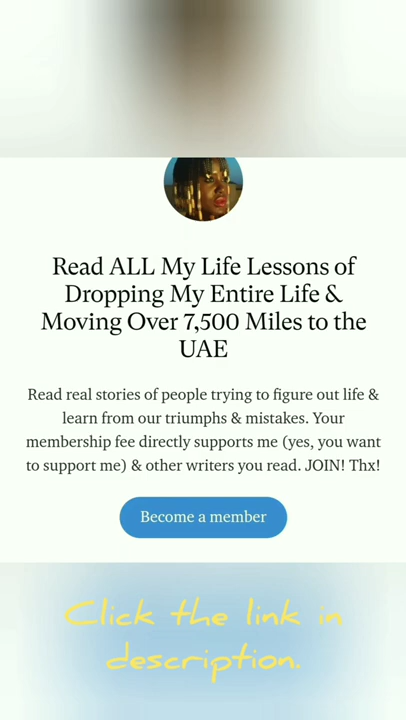 Read ALL My Life Lessons of
Dropping My Entire Life &
Moving Over 7,500 Miles to the
UAE
Read real stories of people trying to figure out life &
learn from our triumphs & mistakes. Your
membership fee directly supports me (yes, you want
to support me) & other writers you read. JOIN! Thx!
Become a member
Click the link in
description.